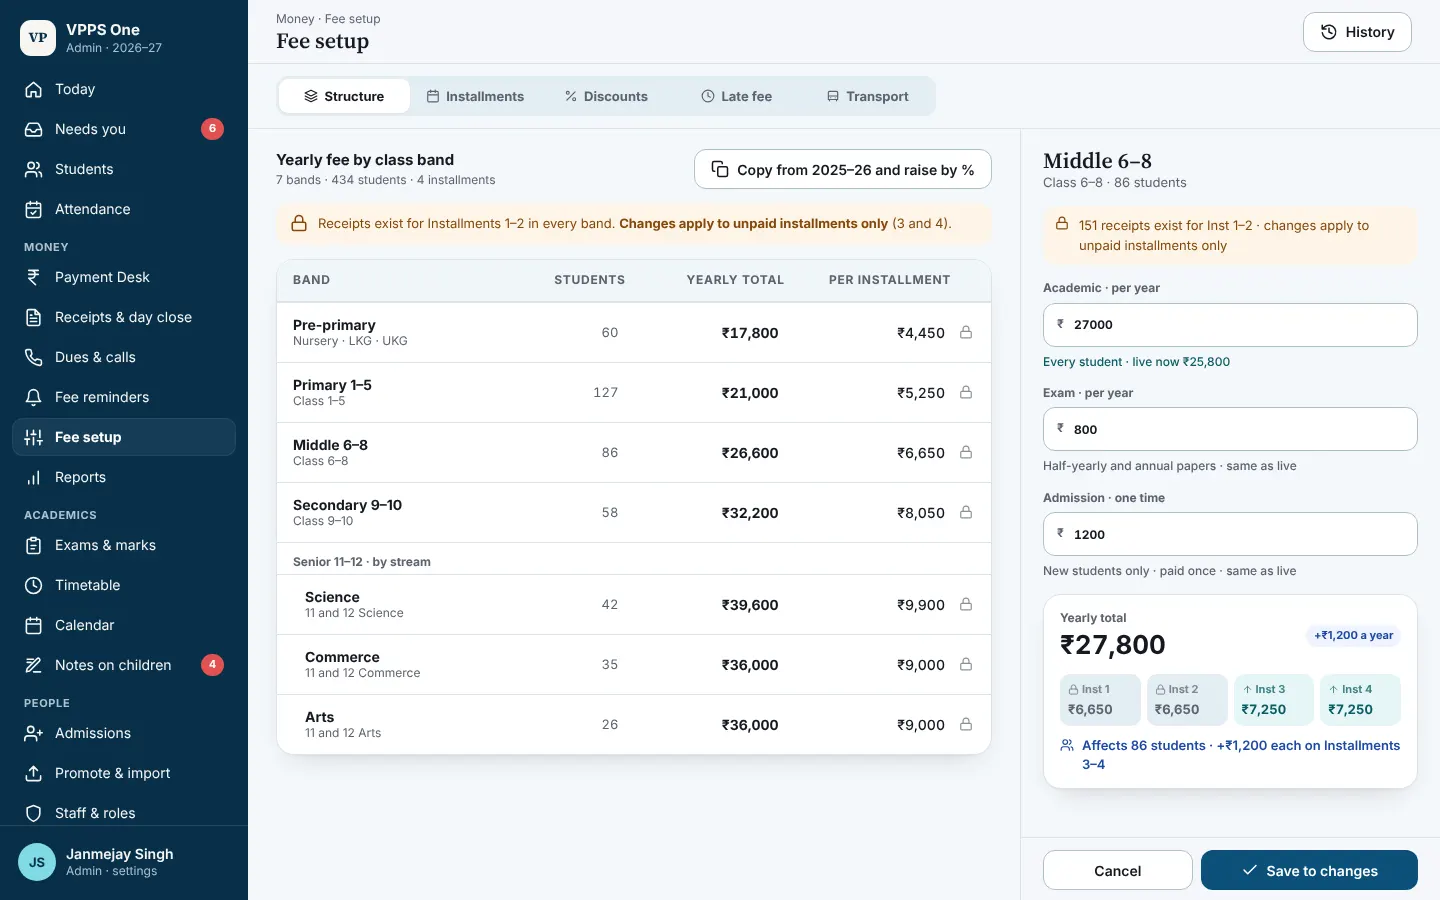 VP
VPPS One
Admin · 2026–27
Today
Needs you
6
Students
Attendance
MONEY
Payment Desk
Receipts & day close
Dues & calls
Fee reminders
Fee setup
Reports
ACADEMICS
Exams & marks
Timetable
Calendar
Notes on children
4
PEOPLE
Admissions
Promote & import
Staff & roles
JS
Janmejay Singh
Admin · settings
Money · Fee setup
Fee setup
History
Structure
Installments
Discounts
Late fee
Transport
Yearly fee by class band
7 bands · 434 students · 4 installments
Copy from 2025–26 and raise by %
Receipts exist for Installments 1–2 in every band. Changes apply to unpaid installments only (3 and 4).
BAND STUDENTS YEARLY TOTAL PER INSTALLMENT
Pre-primary 60 ₹17,800 ₹4,450
Nursery · LKG · UKG
Primary 1–5 127 ₹21,000 ₹5,250
Class 1–5
Middle 6–8 86 ₹26,600 ₹6,650
Class 6–8
Secondary 9–10 58 ₹32,200 ₹8,050
Class 9–10
Senior 11–12 · by stream
Science 42 ₹39,600 ₹9,900
11 and 12 Science
Commerce 35 ₹36,000 ₹9,000
11 and 12 Commerce
Arts 26 ₹36,000 ₹9,000
11 and 12 Arts
Middle 6–8
Class 6–8 · 86 students
151 receipts exist for Inst 1–2 · changes apply to
unpaid installments only
Academic · per year
₹ 27000
Every student · live now ₹25,800
Exam · per year
₹ 800
Half-yearly and annual papers · same as live
Admission · one time
₹ 1200
New students only · paid once · same as live
Yearly total
₹27,800
+₹1,200 a year
Inst 1 Inst 2 Inst 3 Inst 4
₹6,650 ₹6,650 ₹7,250 ₹7,250
Affects 86 students · +₹1,200 each on Installments
3–4
Cancel
Save to changes